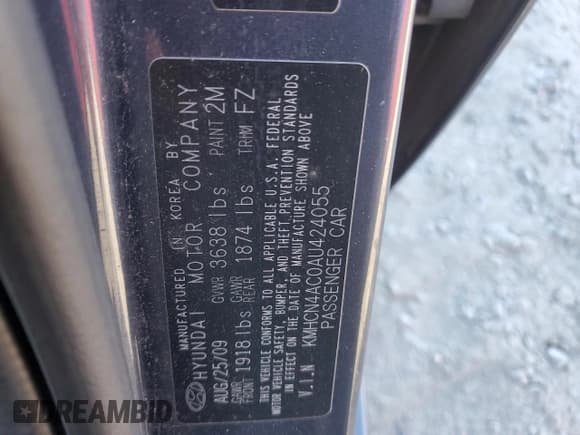 MANUFACTURED IN KOREA BY
HYUNDAI MOTOR COMPANY
AUG/25/09 GVWR 3638 lbs PAINT 2M
GAWR FRONT 1918 lbs GAWR REAR 1874 lbs TRIM FZ
THIS VEHICLE CONFORMS TO ALL APPLICABLE U.S.A. FEDERAL
MOTOR VEHICLE SAFETY, BUMPER, AND THEFT PREVENTION STANDARDS
IN EFFECT ON THE DATE OF MANUFACTURE SHOWN ABOVE
V.I.N KMHCN4AC0AU424055
PASSENGER CAR
DREAMBID